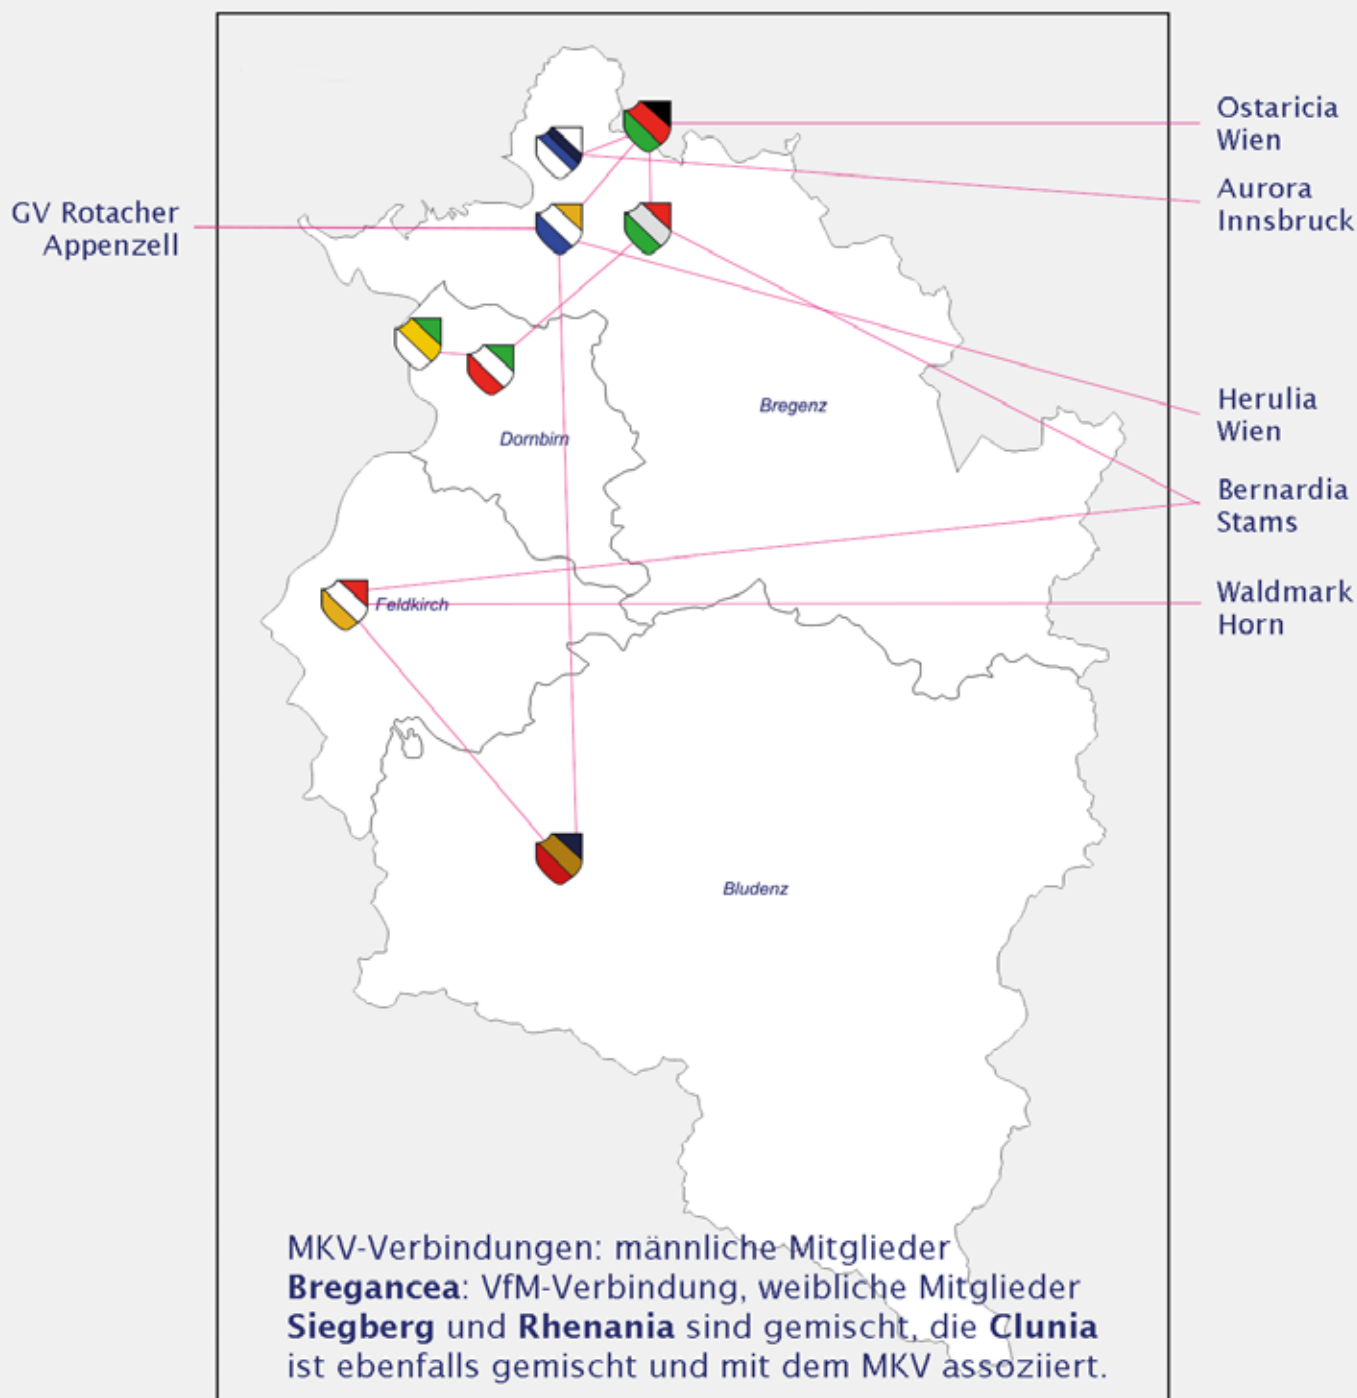 Ostaricia
Wien
Aurora
Innsbruck
GV Rotacher
Appenzell
Herulia
Wien
Bregenz
Dornbirn
Bernardia
Stams
Waldmark
Horn
Feldkirch
Bludenz
MKV-Verbindungen: männliche Mitglieder
Bregancea: VfM-Verbindung, weibliche Mitglieder
Siegberg und Rhenania sind gemischt, die Clunia
ist ebenfalls gemischt und mit dem MKV assoziiert.